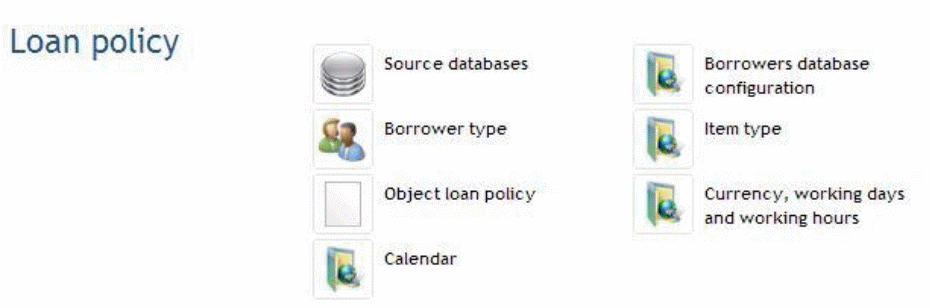 Loan policy
Source databases
Borrowers database
configuration
Borrower type
Item type
Object loan policy
Currency, working days
and working hours
Calendar